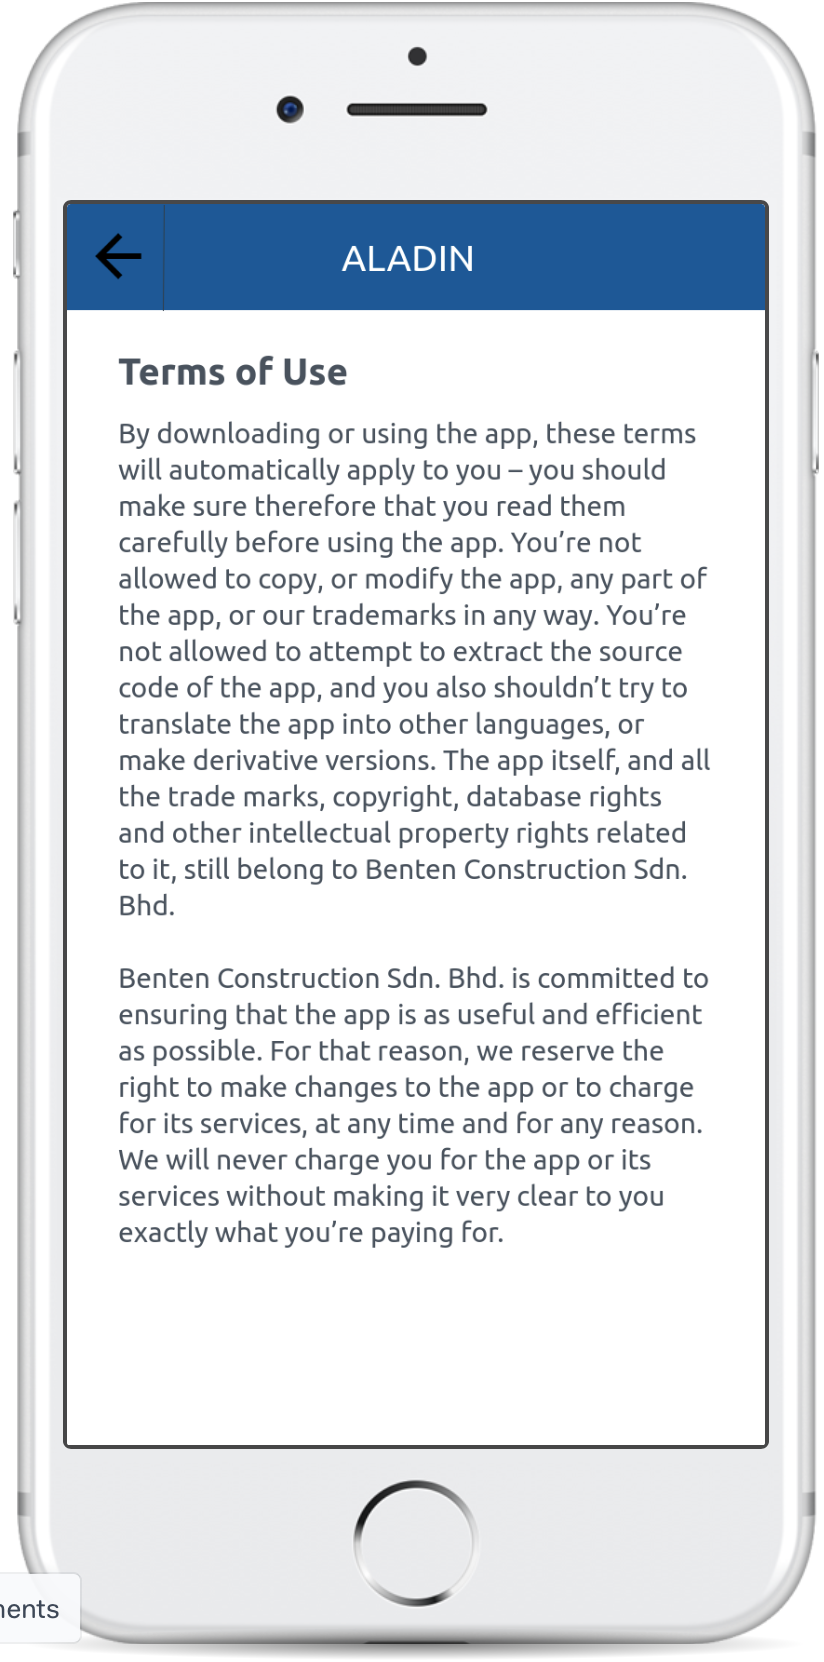 ALADIN
Terms of Use
By downloading or using the app, these terms
will automatically apply to you – you should
make sure therefore that you read them
carefully before using the app. You’re not
allowed to copy, or modify the app, any part of
the app, or our trademarks in any way. You’re
not allowed to attempt to extract the source
code of the app, and you also shouldn’t try to
translate the app into other languages, or
make derivative versions. The app itself, and all
the trade marks, copyright, database rights
and other intellectual property rights related
to it, still belong to Benten Construction Sdn.
Bhd.
Benten Construction Sdn. Bhd. is committed to
ensuring that the app is as useful and efficient
as possible. For that reason, we reserve the
right to make changes to the app or to charge
for its services, at any time and for any reason.
We will never charge you for the app or its
services without making it very clear to you
exactly what you’re paying for.